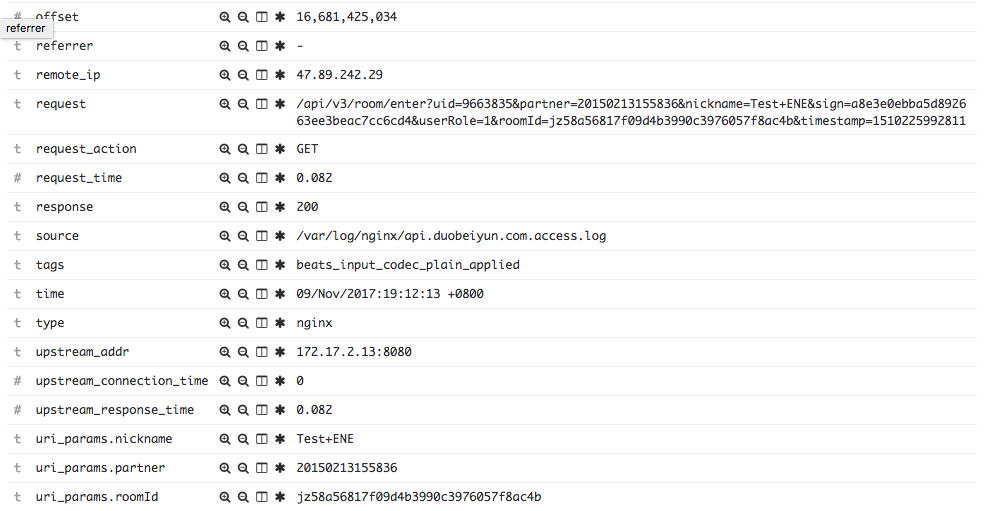 # offset 16,681,425,034
referrer
t referrer -
t remote_ip 47.89.242.29
t request /api/v3/room/enter?uid=9663835&partner=20150213155836&nickname=Test+ENE&sign=a8e3e0ebba5d892
663ee3beac7cc6cd4&userRole=1&roomId=jz58a56817f09d4b3990c3976057f8ac4b&timestamp=1510225992811
t request_action GET
# request_time 0.082
t response 200
t source /var/log/nginx/api.duobeiyun.com.access.log
t tags beats_input_codec_plain_applied
t time 09/Nov/2017:19:12:13 +0800
t type nginx
t upstream_addr 172.17.2.13:8080
# upstream_connection_time 0
# upstream_response_time 0.082
t uri_params.nickname Test+ENE
t uri_params.partner 20150213155836
t uri_params.roomId jz58a56817f09d4b3990c3976057f8ac4b